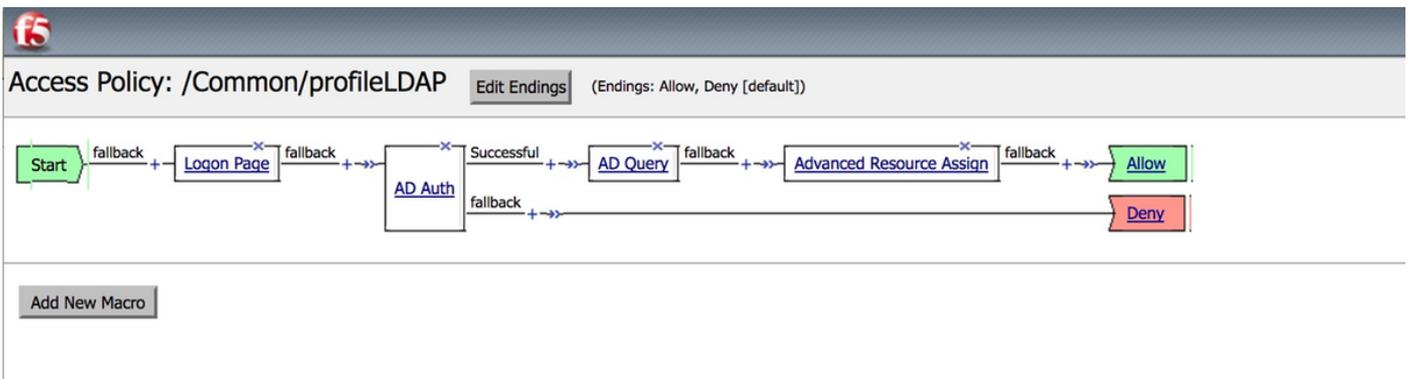 f5
Access Policy: /Common/profileLDAP Edit Endings (Endings: Allow, Deny [default])
Start fallback + Logon Page fallback + AD Auth Successful + AD Query fallback + Advanced Resource Assign fallback + Allow
fallback + Deny
Add New Macro